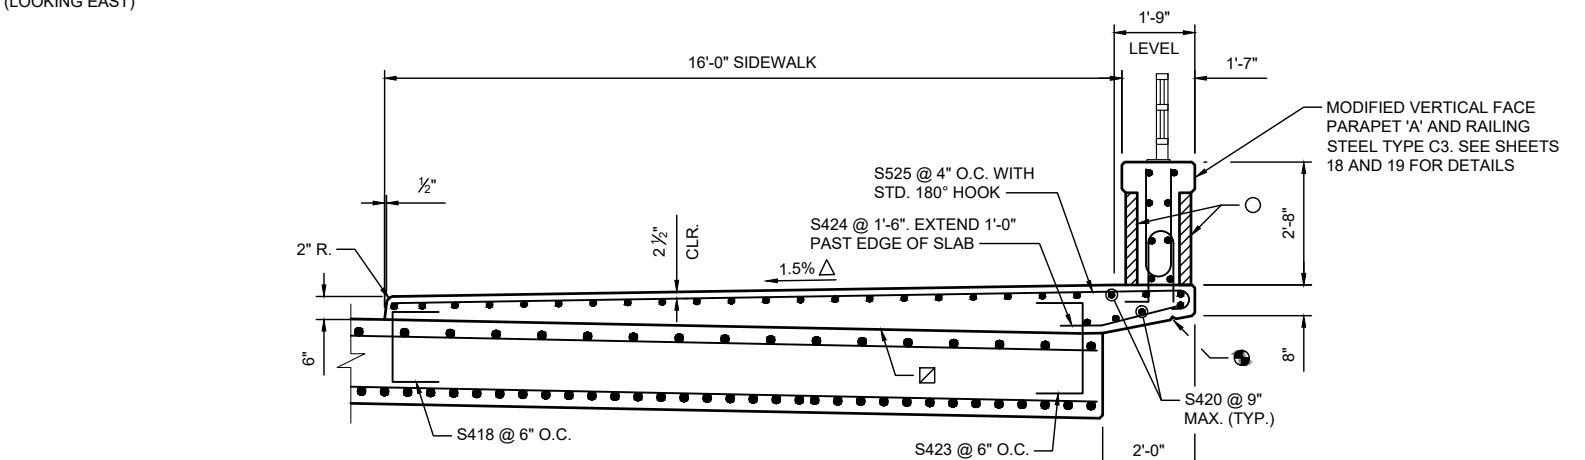 (LOOKING EAST)
1'-9"
LEVEL
16'-0" SIDEWALK
1'-7"
MODIFIED VERTICAL FACE
PARAPET 'A' AND RAILING
STEEL TYPE C3. SEE SHEETS
18 AND 19 FOR DETAILS
S525 @ 4" O.C. WITH
STD. 180° HOOK
½"
S424 @ 1'-6". EXTEND 1'-0"
PAST EDGE OF SLAB
2'-8"
2" R.
2 ½"
CLR.
1.5%
6"
8"
S420 @ 9"
MAX. (TYP.)
S418 @ 6" O.C.
S423 @ 6" O.C.
2'-0"